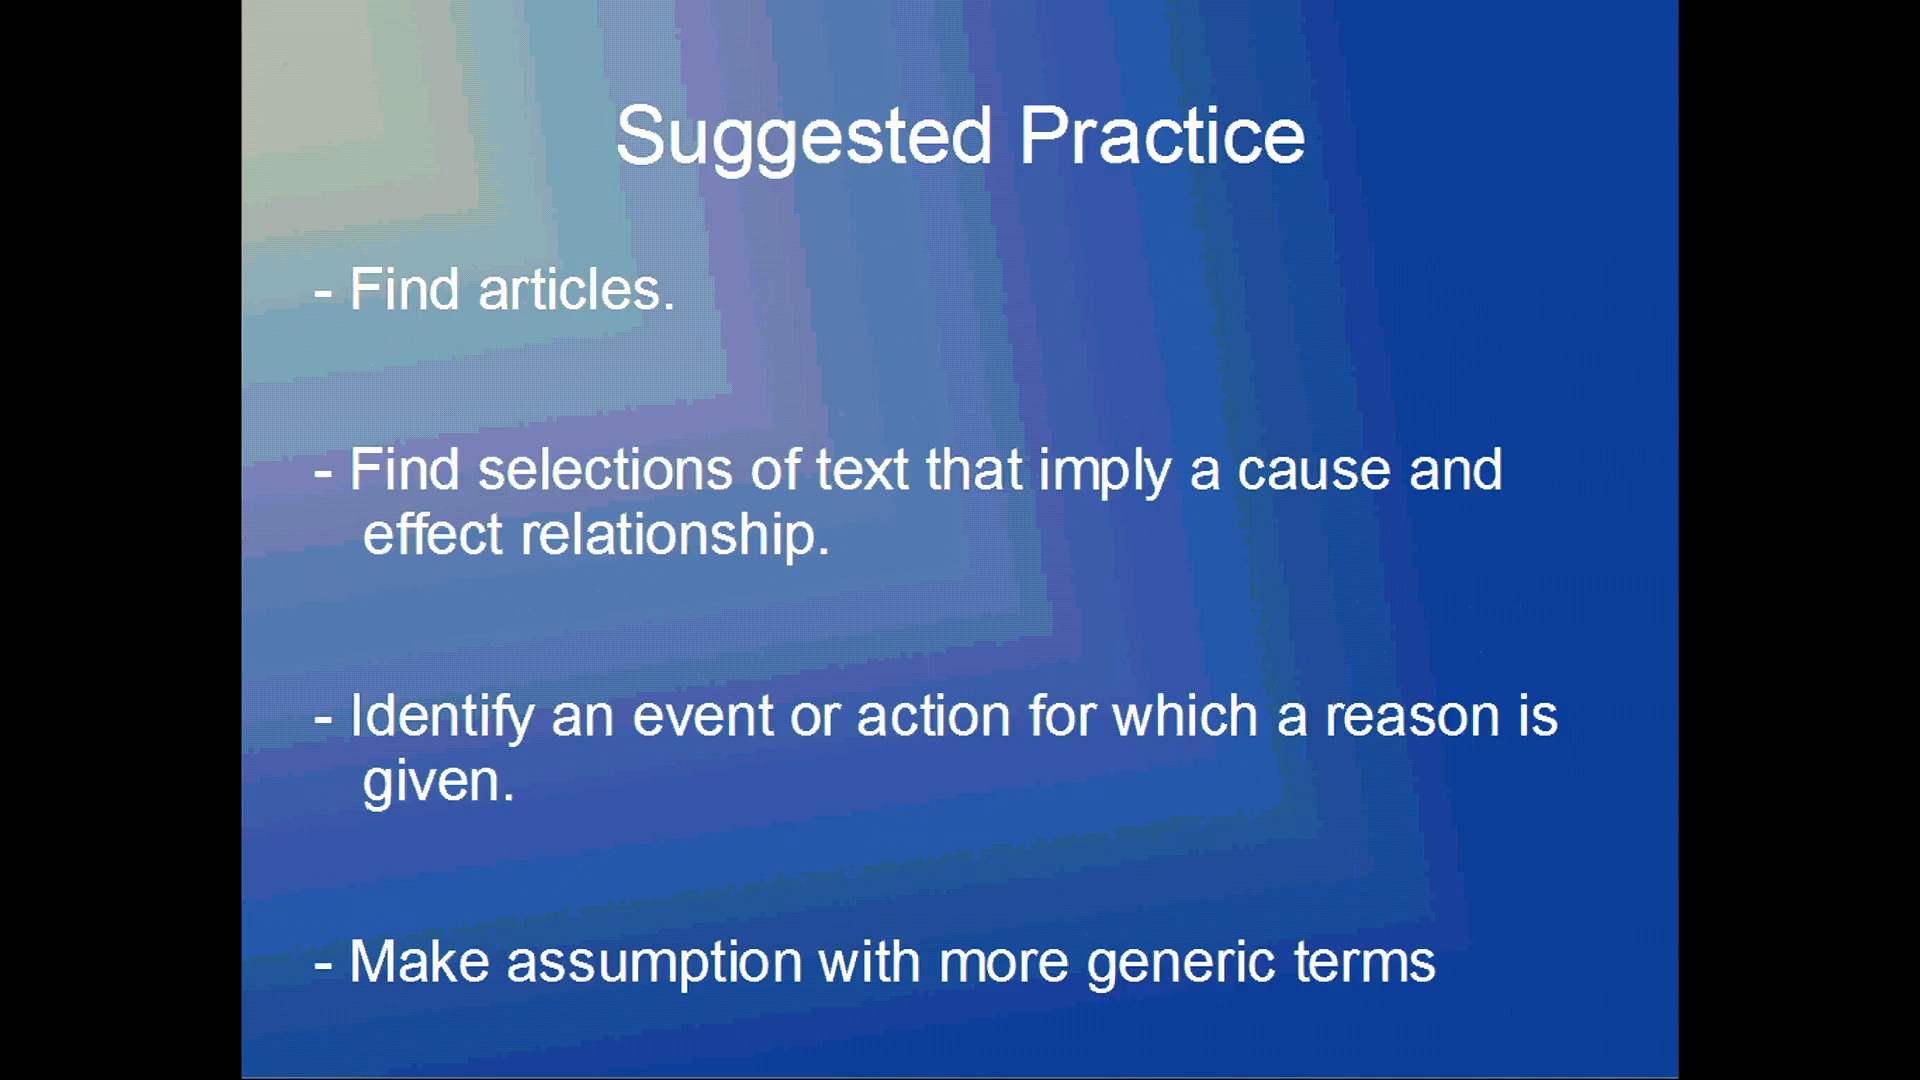 Suggested Practice
- Find articles.
- Find selections of text that imply a cause and
effect relationship.
- Identify an event or action for which a reason is
given.
- Make assumption with more generic terms